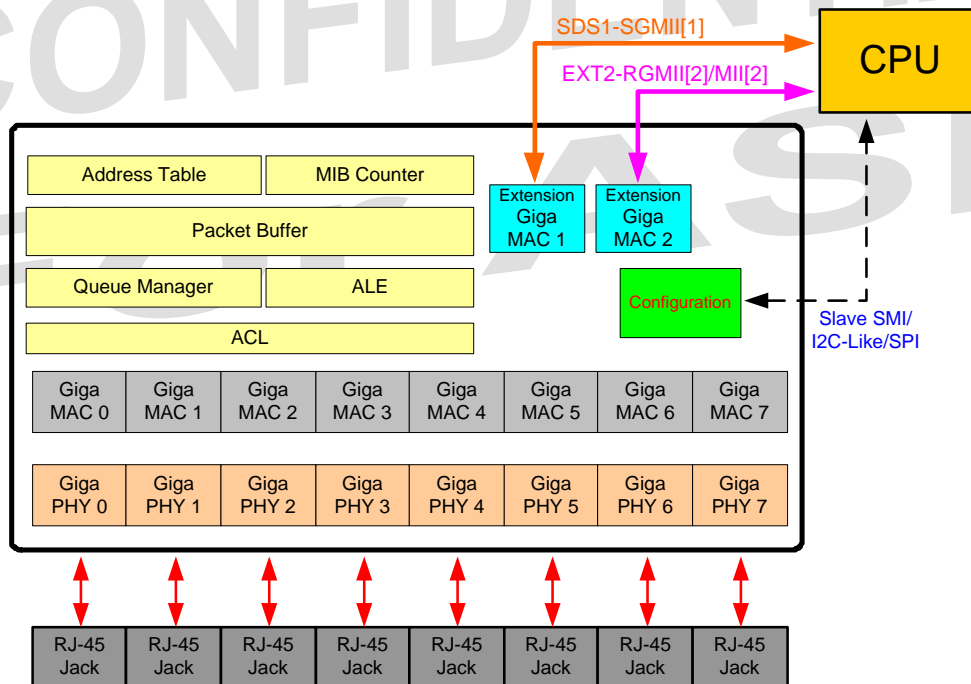 CONFIDENTI
For ASI
SDS1-SGMII[1]
CPU
EXT2-RGMII[2]/MII[2]
Address Table
MIB Counter
Extension
Giga
MAC 1
Extension
Giga
MAC 2
Packet Buffer
Queue Manager
ALE
Configuration
Slave SMI/
I2C-Like/SPI
ACL
Giga
MAC 0
Giga
MAC 1
Giga
MAC 2
Giga
MAC 3
Giga
MAC 4
Giga
MAC 5
Giga
MAC 6
Giga
MAC 7
Giga
PHY 0
Giga
PHY 1
Giga
PHY 2
Giga
PHY 3
Giga
PHY 4
Giga
PHY 5
Giga
PHY 6
Giga
PHY 7
RJ-45
Jack
RJ-45
Jack
RJ-45
Jack
RJ-45
Jack
RJ-45
Jack
RJ-45
Jack
RJ-45
Jack
RJ-45
Jack